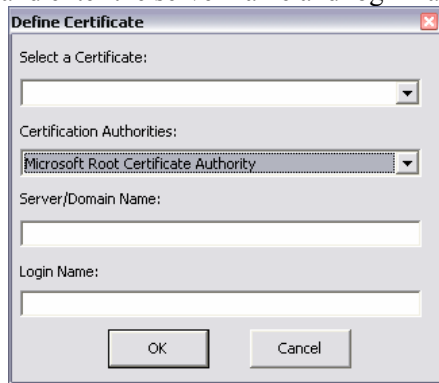 Define Certificate
Select a Certificate:
Certification Authorities:
Microsoft Root Certificate Authority
Server/Domain Name:
Login Name:
OK
Cancel